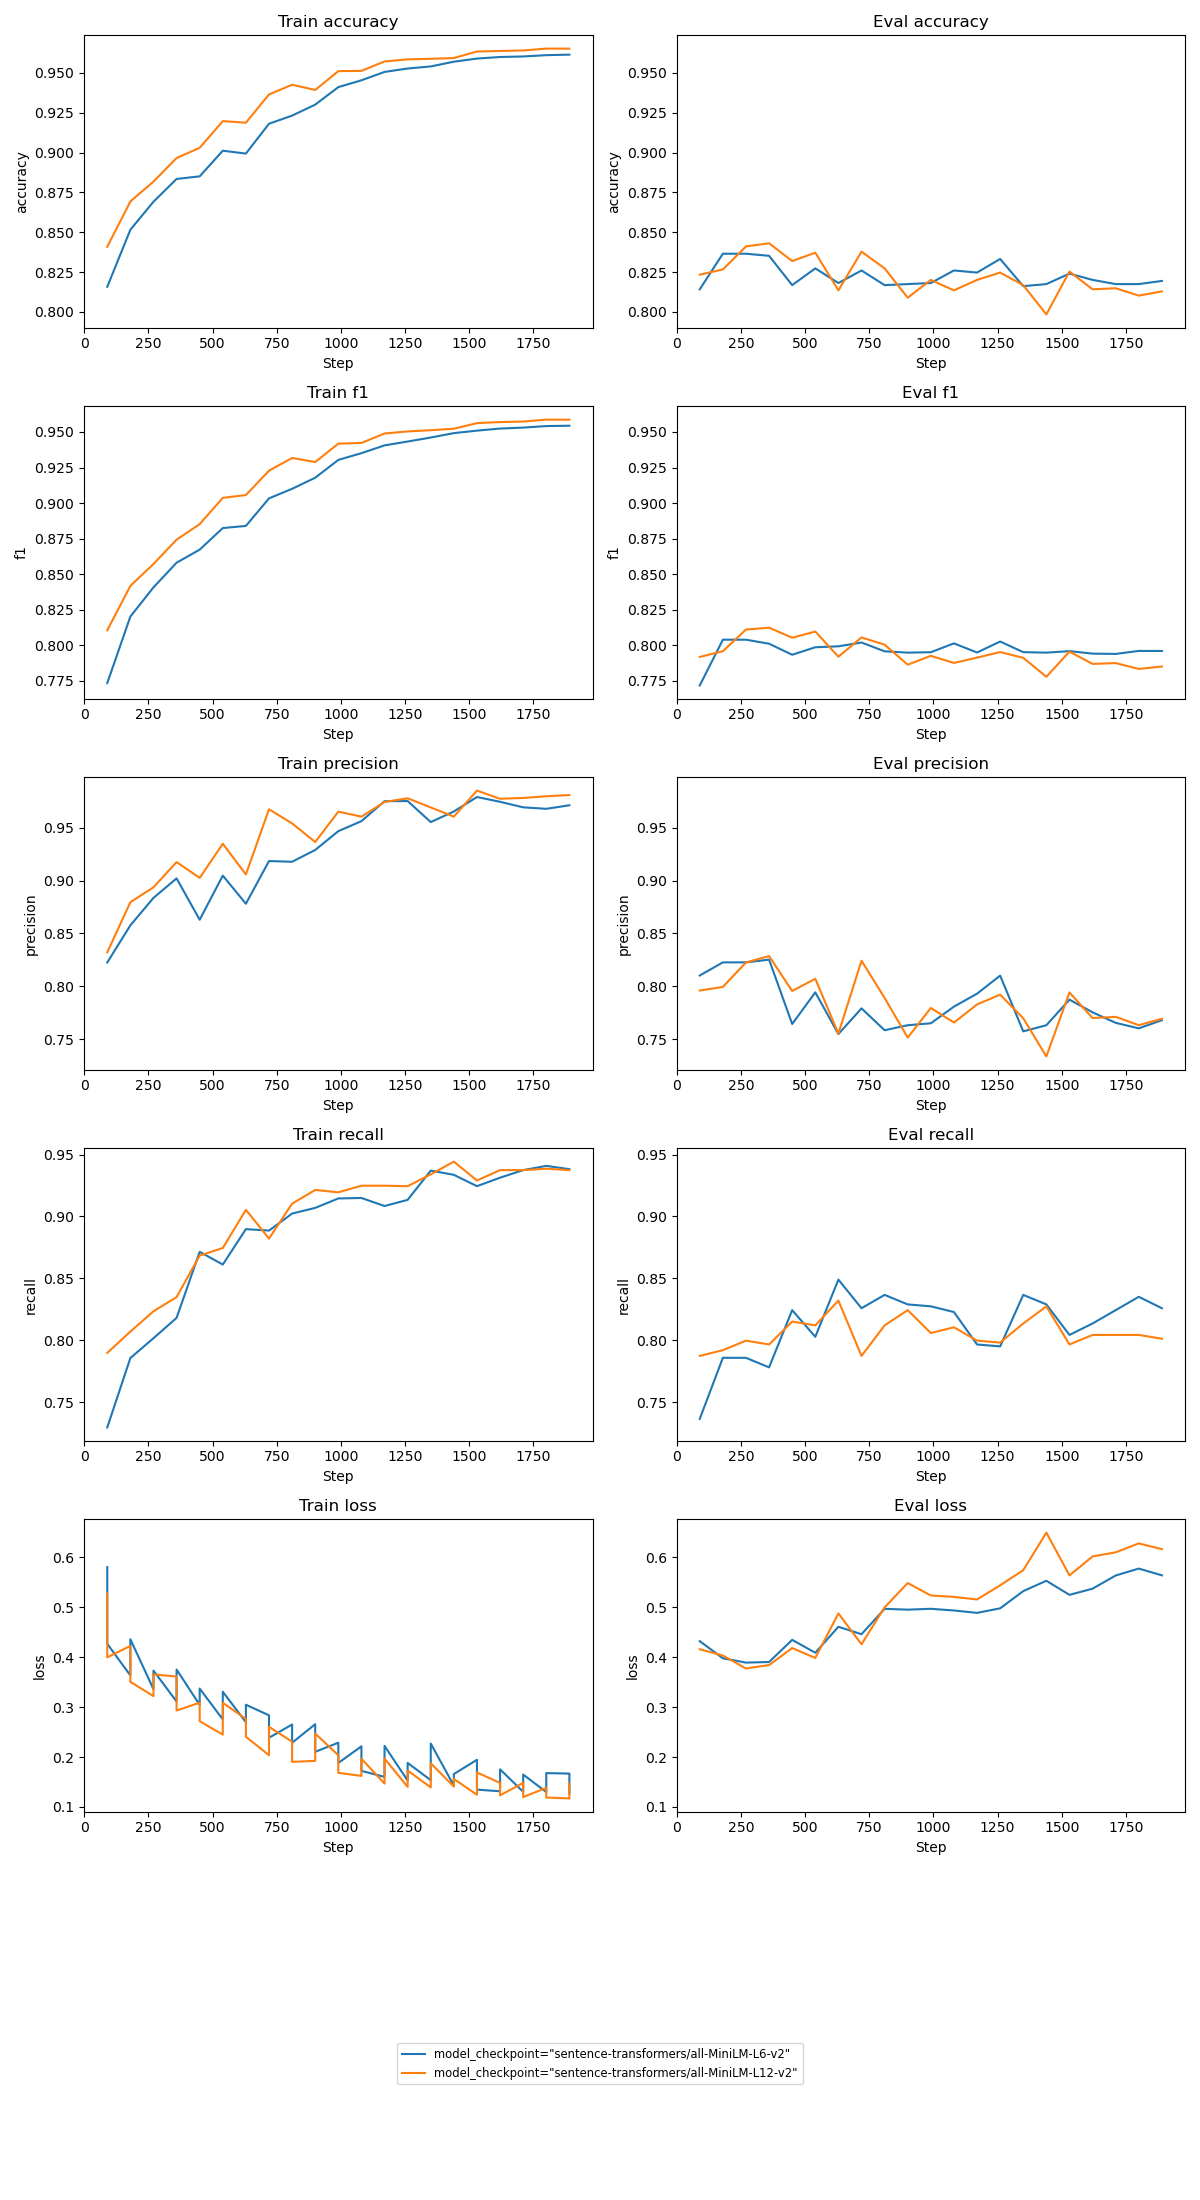 Train accuracy
Eval accuracy
accuracy
0.950
0.925
0.900
0.875
0.850
0.825
0.800
0 250 500 750 1000 1250 1500 1750
Step
accuracy
0.950
0.925
0.900
0.875
0.850
0.825
0.800
0 250 500 750 1000 1250 1500 1750
Step
Train f1
Eval f1
f1
0.950
0.925
0.900
0.875
0.850
0.825
0.800
0.775
0 250 500 750 1000 1250 1500 1750
Step
f1
0.950
0.925
0.900
0.875
0.850
0.825
0.800
0.775
0 250 500 750 1000 1250 1500 1750
Step
Train precision
Eval precision
precision
0.95
0.90
0.85
0.80
0.75
0 250 500 750 1000 1250 1500 1750
Step
precision
0.95
0.90
0.85
0.80
0.75
0 250 500 750 1000 1250 1500 1750
Step
Train recall
Eval recall
recall
0.95
0.90
0.85
0.80
0.75
0 250 500 750 1000 1250 1500 1750
Step
recall
0.95
0.90
0.85
0.80
0.75
0 250 500 750 1000 1250 1500 1750
Step
Train loss
Eval loss
loss
0.6
0.5
0.4
0.3
0.2
0.1
0 250 500 750 1000 1250 1500 1750
Step
loss
0.6
0.5
0.4
0.3
0.2
0.1
0 250 500 750 1000 1250 1500 1750
Step
model_checkpoint="sentence-transformers/all-MiniLM-L6-v2"
model_checkpoint="sentence-transformers/all-MiniLM-L12-v2"